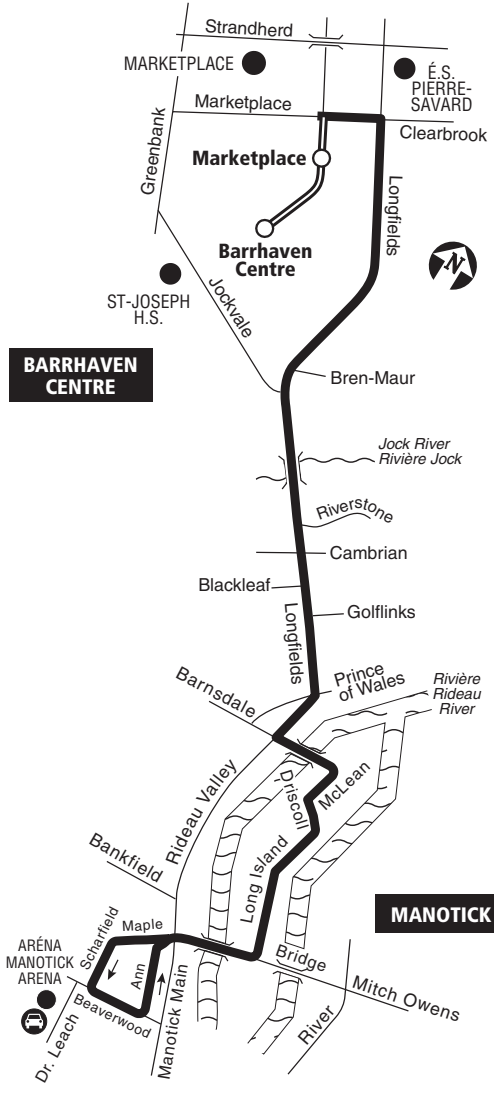 Strandherd
MARKETPLACE
É.S.
PIERRE-
SAVARD
Greenbank
Marketplace
Clearbrook
Marketplace
Longfields
Barrhaven
Centre
N
ST-JOSEPH
H.S.
Jockvale
BARRHAVEN
CENTRE
Bren-Maur
Jock River
Rivière Jock
Riverstone
Cambrian
Blackleaf
Golflinks
Longfields
Prince
of Wales
Barnsdale
Rivière
Rideau
River
Rideau Valley
Driscoll
McLean
Bankfield
Long Island
MANOTICK
Scharfield
Maple
ARÉNA
MANOTICK
ARENA
Ann
Bridge
Mitch Owens
Beaverwood
Manotick Main
River
Dr. Leach